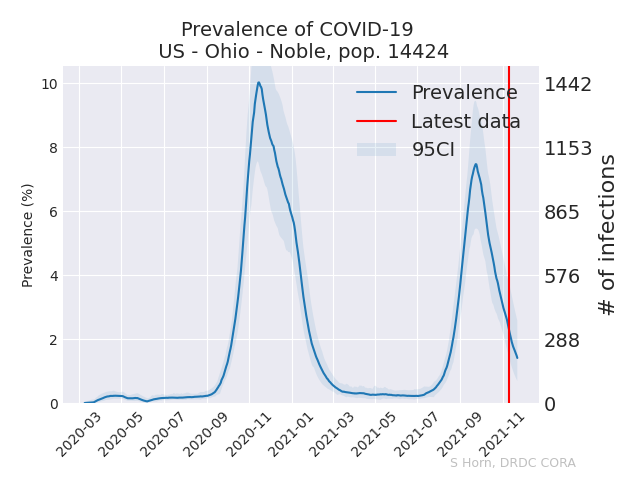 Prevalence of COVID-19
US - Ohio - Noble, pop. 14424
Prevalence (%)
10
8
6
4
2
0
Prevalence
Latest data
95CI
1442
1153
865
576
288
0
# of infections
2020-03
2020-05
2020-07
2020-09
2020-11
2021-01
2021-03
2021-05
2021-07
2021-09
2021-11
S Horn, DRDC CORA